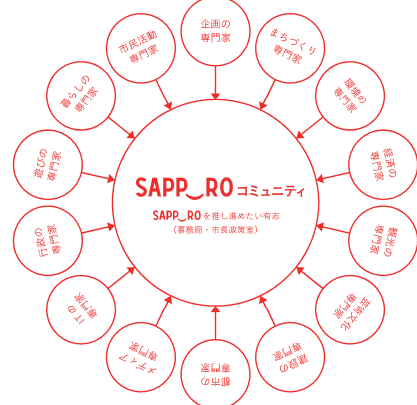 企画の
専門家
まちづくり
専門家
環境の
専門家
経済の
専門家
観光の
専門家
芸術文化
専門家
建設の
専門家
都市の
専門家
メディア
専門家
ITの
専門家
行政の
専門家
遊びの
専門家
暮らしの
専門家
市民活動
専門家
SAPP‿RO コミュニティ
SAPP‿RO を推し進めたい有志
（事務局・市長政策室）